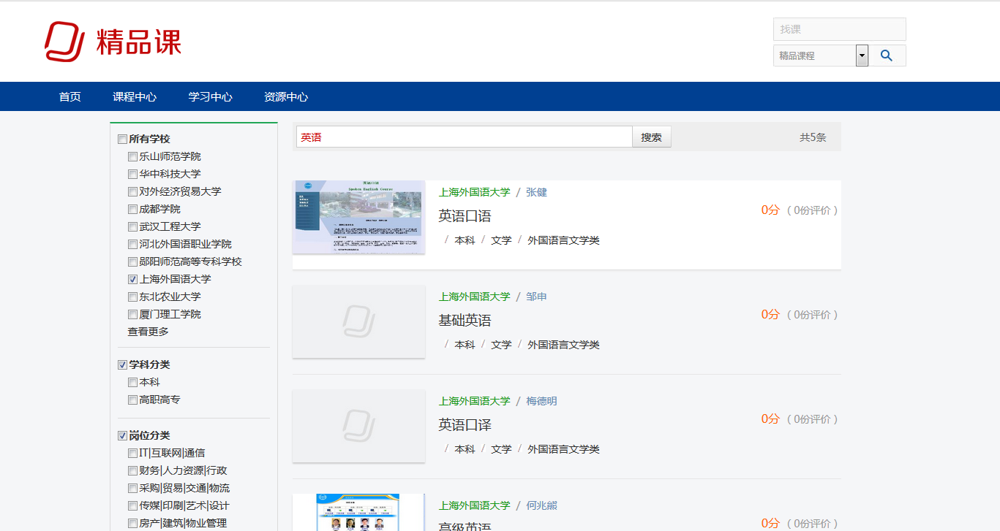 精品课
找课
精品课程
首页 课程中心 学习中心 资源中心
所有学校
乐山师范学院
华中科技大学
对外经济贸易大学
成都学院
武汉工程大学
河北外国语职业学院
郧阳师范高等专科学校
上海外国语大学
东北农业大学
厦门理工学院
查看更多
学科分类
本科
高职高专
岗位分类
IT|互联网|通信
财务|人力资源|行政
采购|贸易|交通|物流
传媒|印刷|艺术|设计
房产|建筑|物业管理
英语 搜索 共5条
英语口语
Spoken English Course
上海外国语大学 / 张健
英语口语
0分 ( 0份评价 )
/ 本科 / 文学 / 外国语言文学类
上海外国语大学 / 邹申
基础英语
0分 ( 0份评价 )
/ 本科 / 文学 / 外国语言文学类
上海外国语大学 / 梅德明
英语口译
0分 ( 0份评价 )
/ 本科 / 文学 / 外国语言文学类
上海外国语大学 / 何兆熊
高级英语
0分 ( 0份评价 )